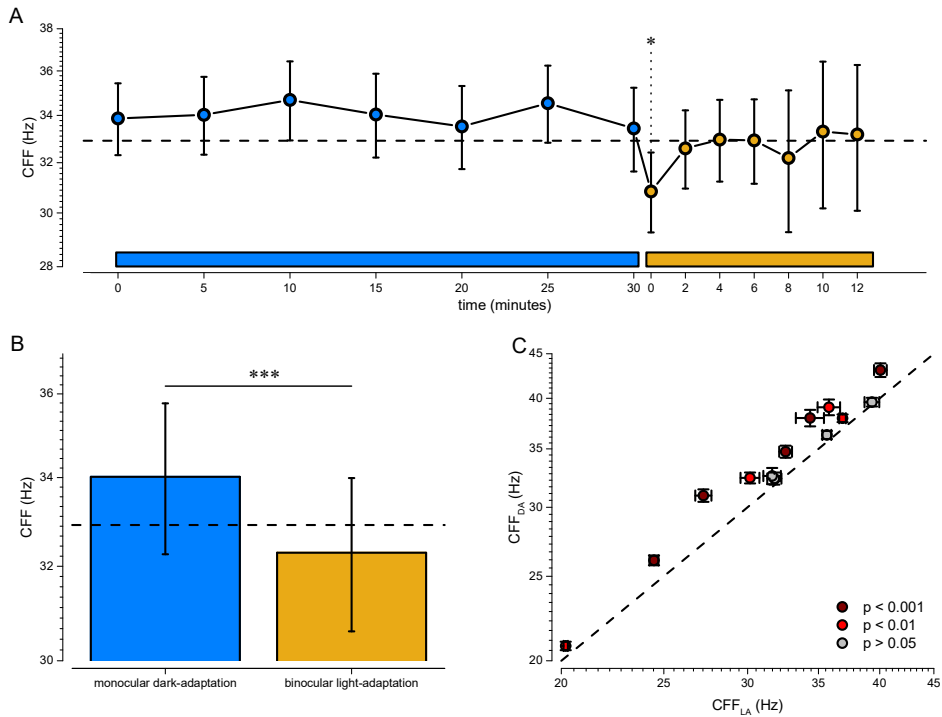 A
38
36
34
32
30
28
CFF (Hz)
*
0 5 10 15 20 25 30 0 2 4 6 8 10 12
time (minutes)
B
36
34
32
30
CFF (Hz)
***
monocular dark-adaptation binocular light-adaptation
C
45
40
35
30
25
20
CFF_DA (Hz)
p < 0.001
p < 0.01
p > 0.05
20 25 30 35 40 45
CFF_LA (Hz)